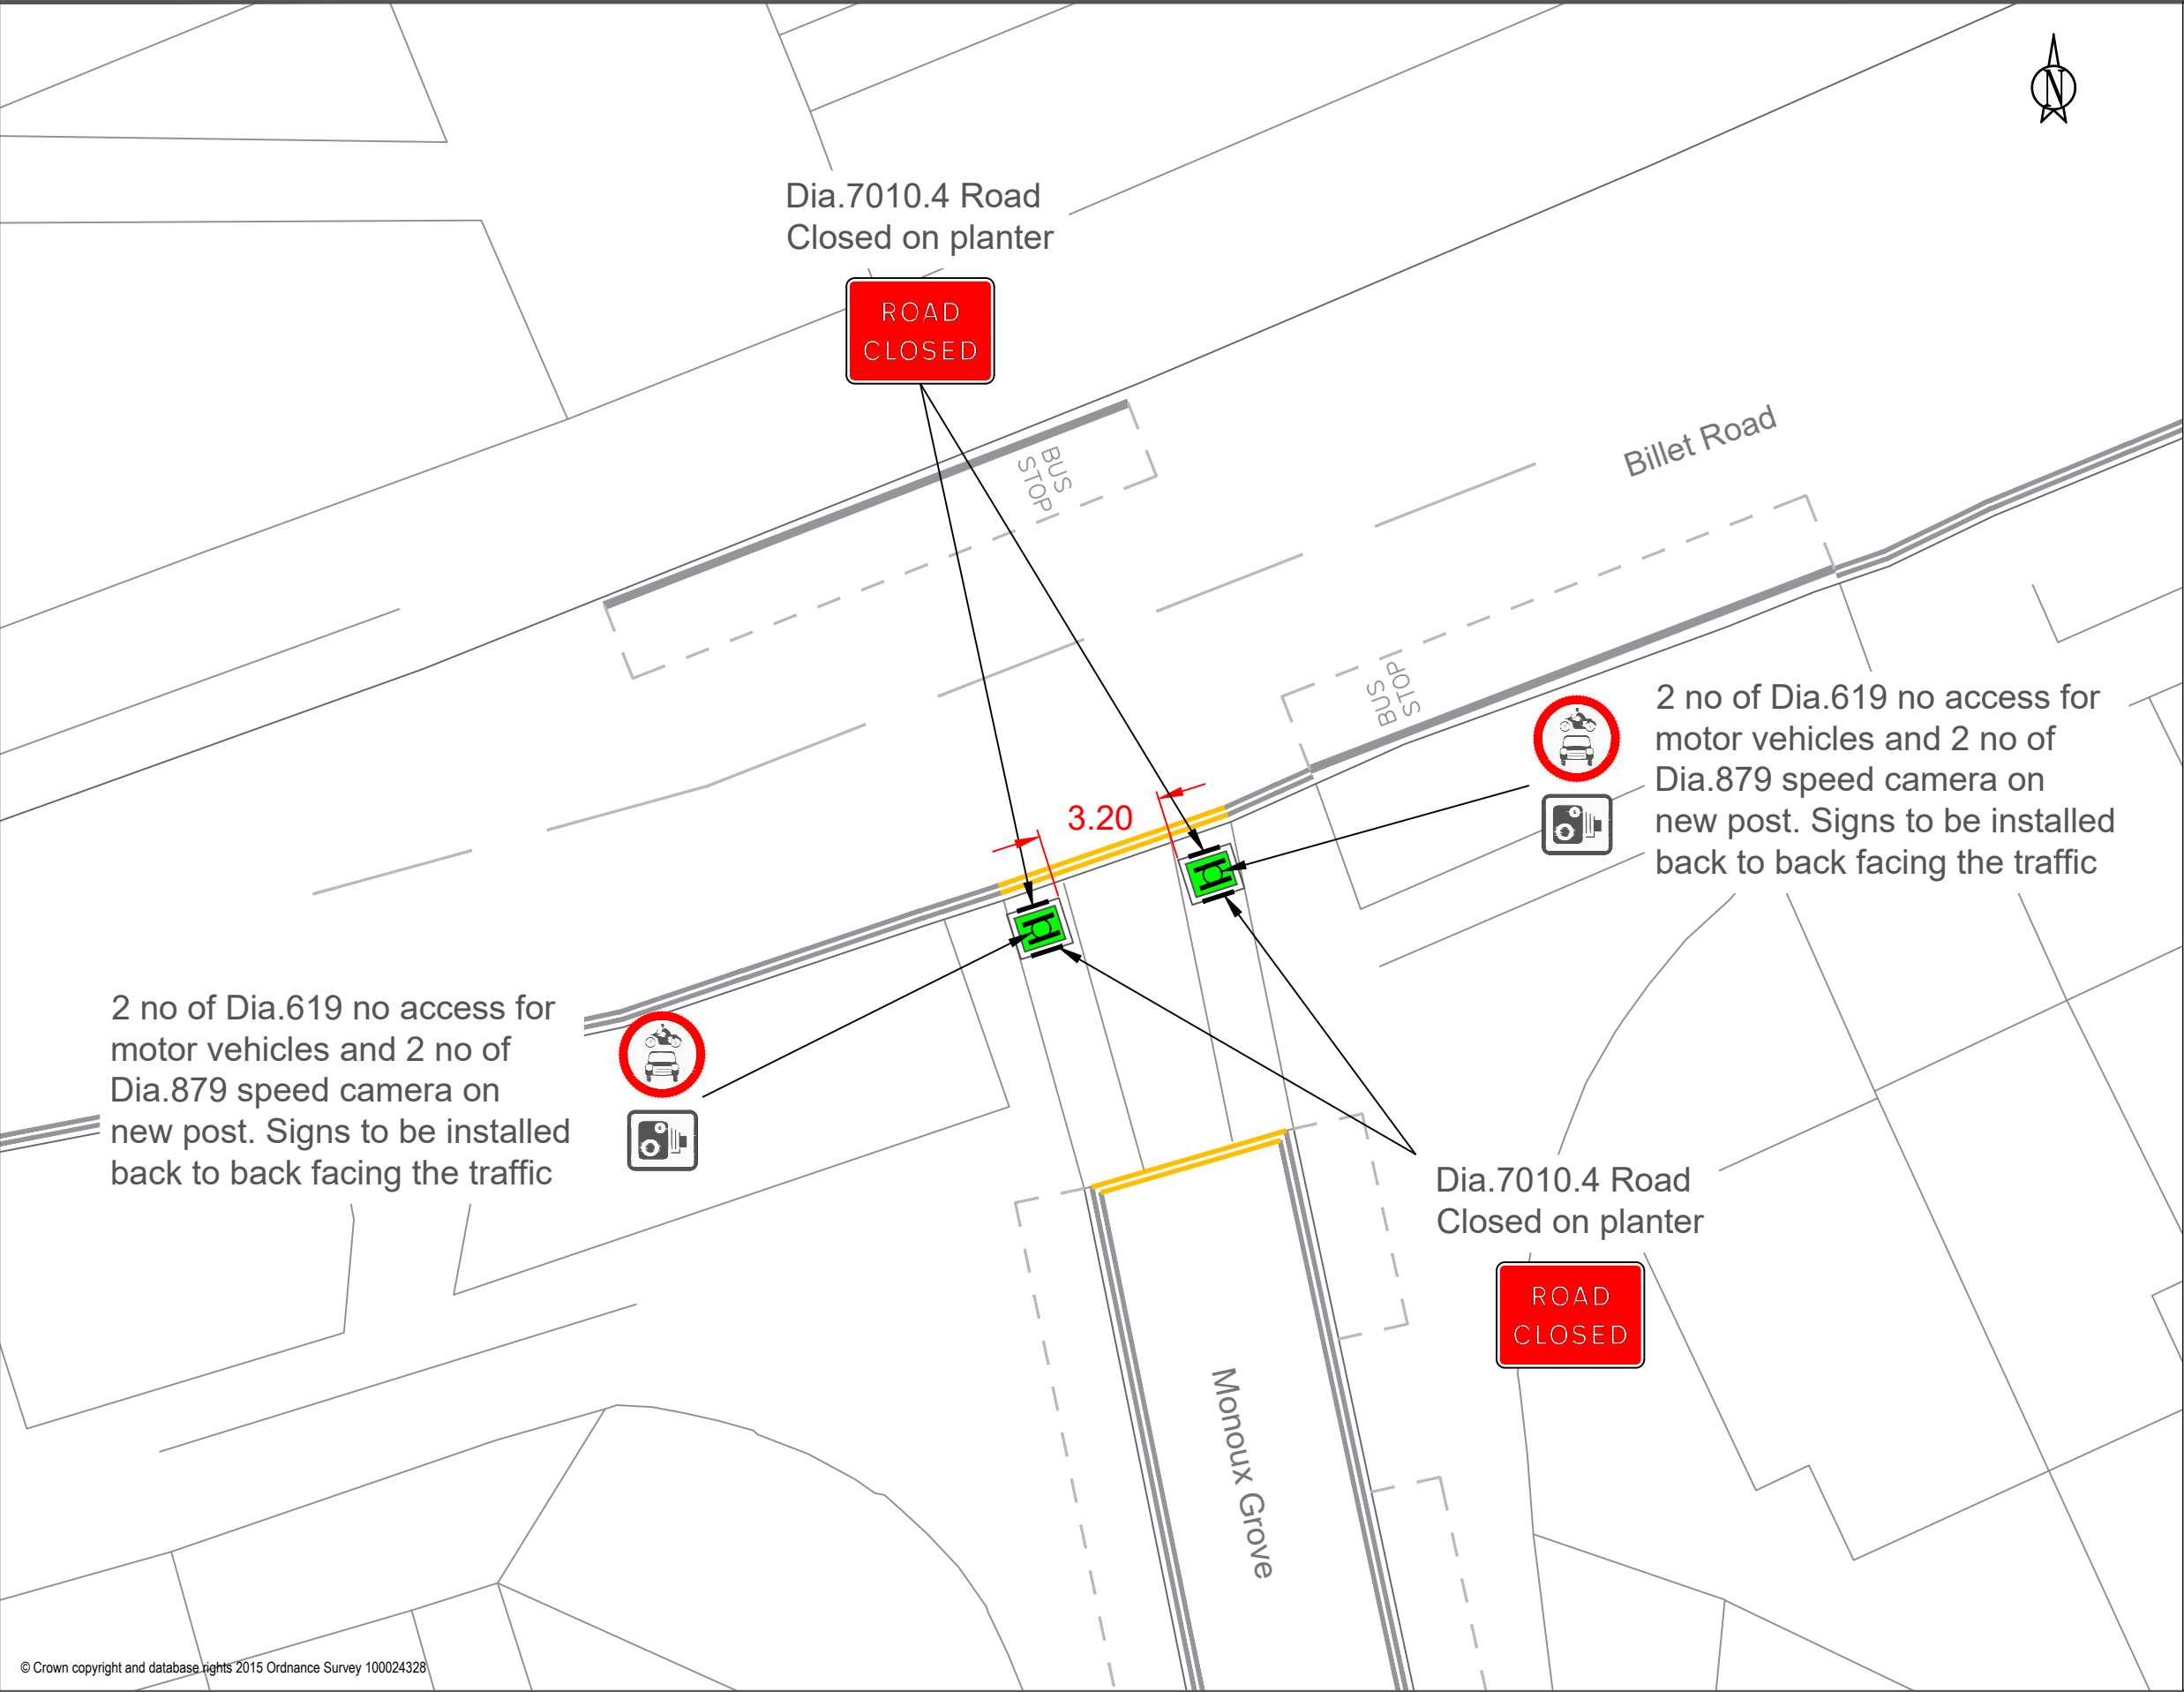 N
Dia.7010.4 Road
Closed on planter
ROAD
CLOSED
BUS
STOP
Billet Road
BUS
STOP
3.20
2 no of Dia.619 no access for
motor vehicles and 2 no of
Dia.879 speed camera on
new post. Signs to be installed
back to back facing the traffic
2 no of Dia.619 no access for
motor vehicles and 2 no of
Dia.879 speed camera on
new post. Signs to be installed
back to back facing the traffic
Dia.7010.4 Road
Closed on planter
ROAD
CLOSED
Monoux Grove
© Crown copyright and database rights 2015 Ordnance Survey 100024328